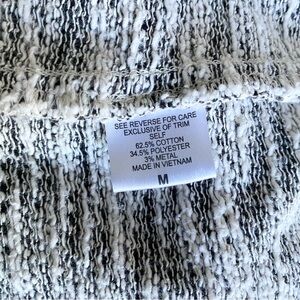 SEE REVERSE FOR CARE
EXCLUSIVE OF TRIM
SELF
62.5% COTTON
34.5% POLYESTER
3% METAL
MADE IN VIETNAM
M